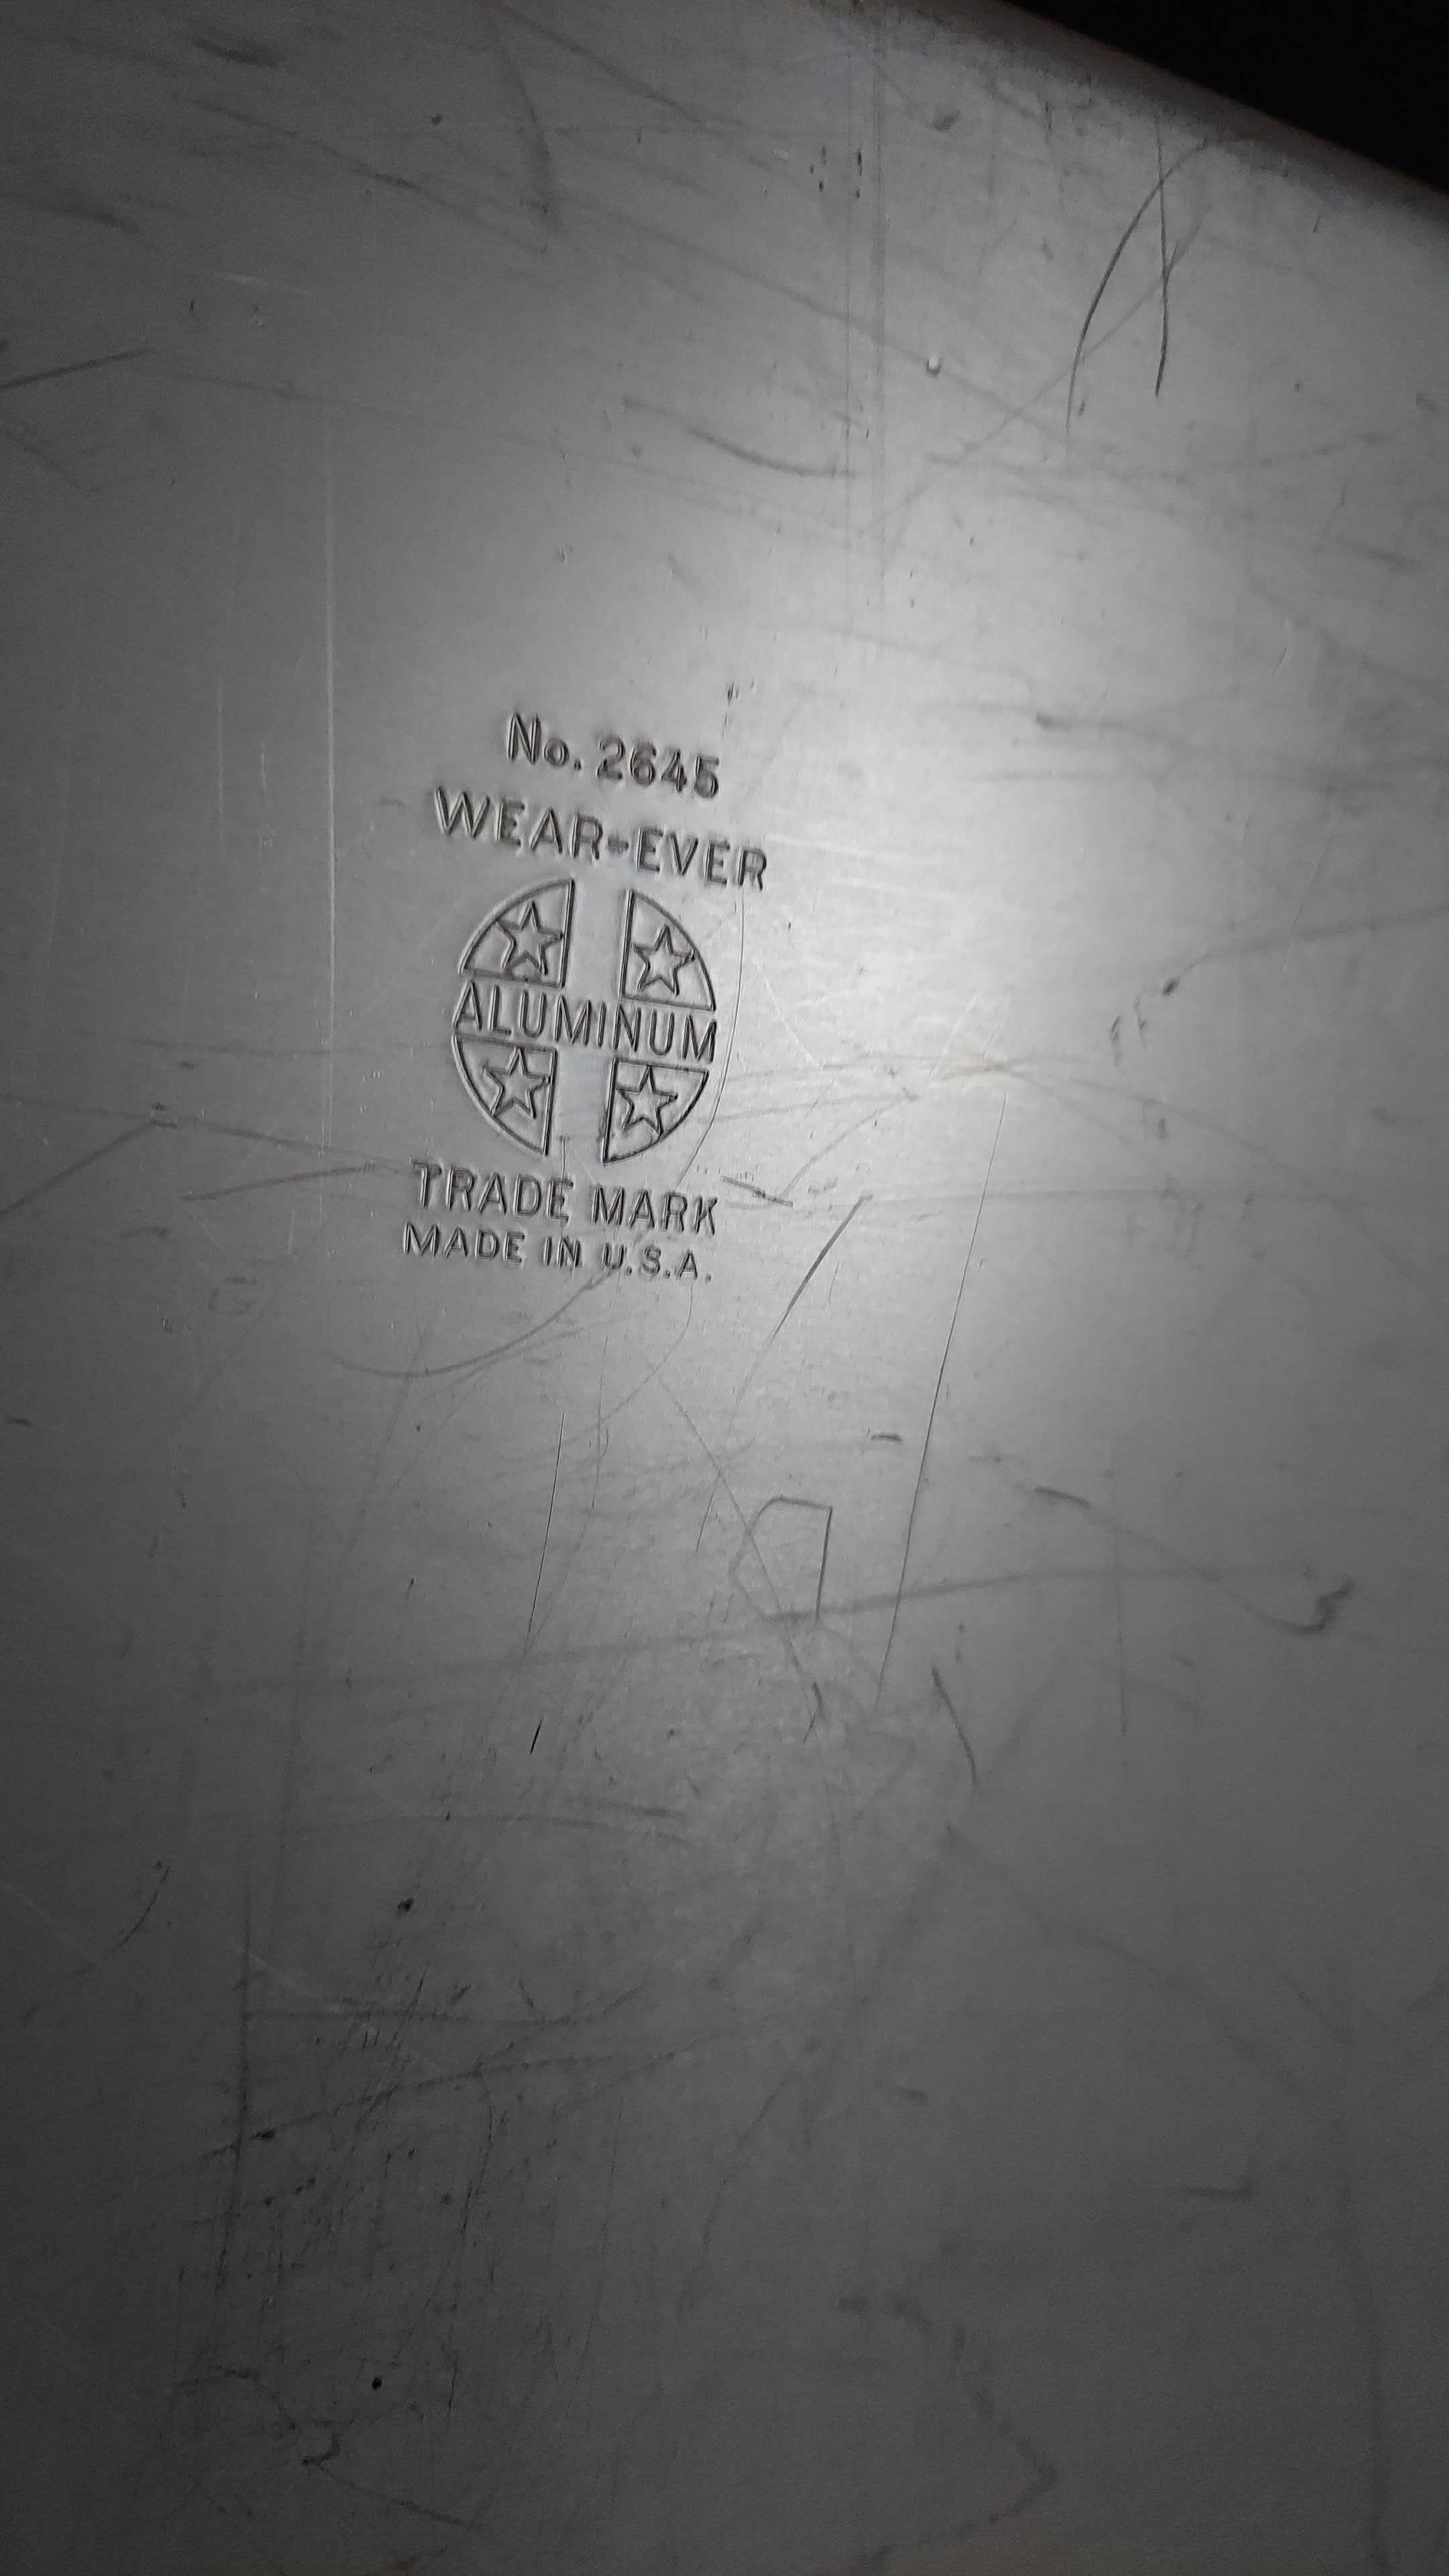 No. 2645
WEAR-EVER
ALUMINUM
TRADE MARK
MADE IN U.S.A.